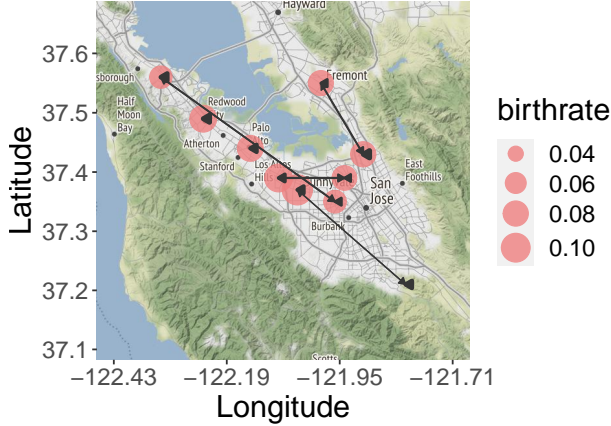 Hayward
37.6
sborough
Fremont
Half
Moon
Bay
Redwood
37.5
Atherton
Palo
Stanford
37.4
Los Altos
Hills
East
Foothills
San
Jose
37.3
Burbank
37.2
37.1
Scotts
−122.43
−122.19
−121.95
−121.71
Longitude
Latitude
birthrate
0.04
0.06
0.08
0.10